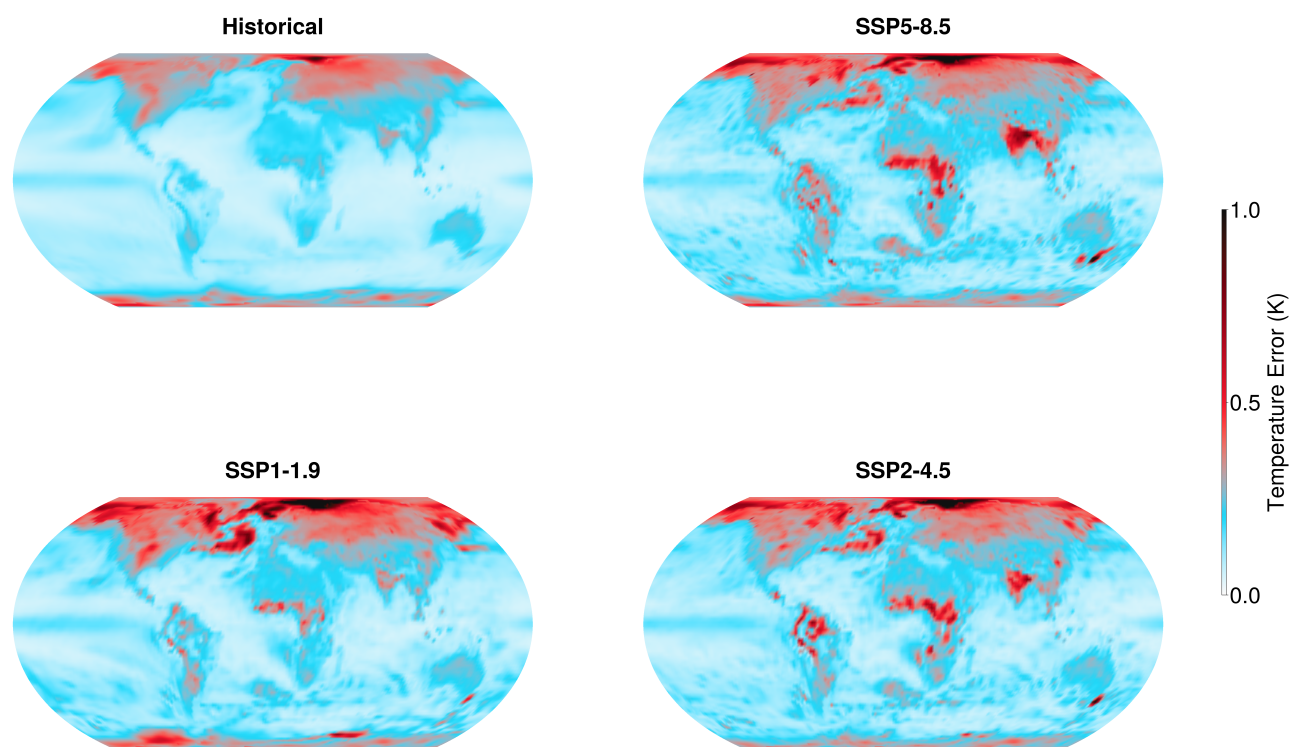 Historical
SSP5-8.5
1.0
0.5
0.0
Temperature Error (K)
SSP1-1.9
SSP2-4.5